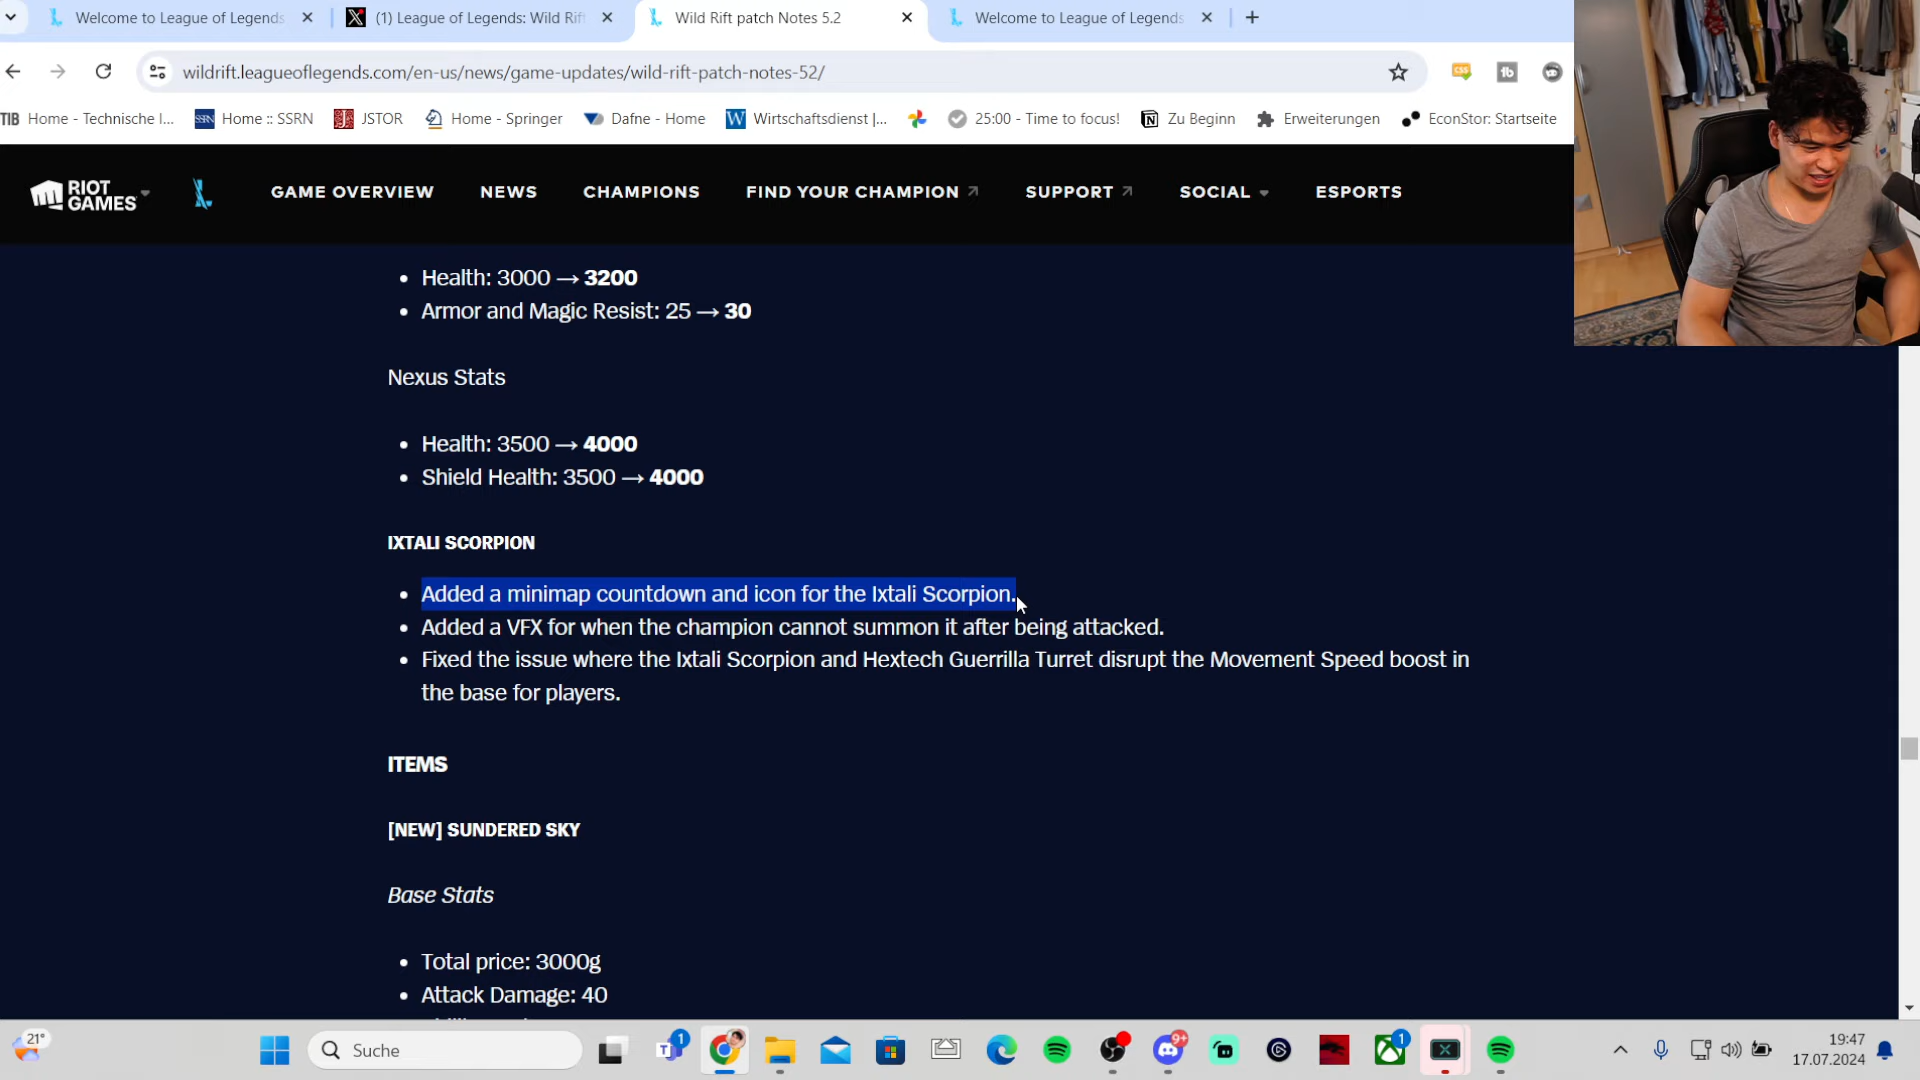 Welcome to League of Legends
(1) League of Legends: Wild Rif
Wild Rift patch Notes 5.2
Welcome to League of Legends
wildrift.leagueoflegends.com/en-us/news/game-updates/wild-rift-patch-notes-52/
TIB Home - Technische I...
SSRN Home :: SSRN
JSTOR
Home - Springer
Dafne - Home
W Wirtschaftsdienst |...
25:00 - Time to focus!
Zu Beginn
Erweiterungen
EconStor: Startseite
RIOT GAMES
GAME OVERVIEW
NEWS
CHAMPIONS
FIND YOUR CHAMPION
SUPPORT
SOCIAL
ESPORTS
• Health: 3000 → 3200
• Armor and Magic Resist: 25 → 30
Nexus Stats
• Health: 3500 → 4000
• Shield Health: 3500 → 4000
IXTALI SCORPION
• Added a minimap countdown and icon for the Ixtali Scorpion.
• Added a VFX for when the champion cannot summon it after being attacked.
• Fixed the issue where the Ixtali Scorpion and Hextech Guerrilla Turret disrupt the Movement Speed boost in
the base for players.
ITEMS
[NEW] SUNDERED SKY
Base Stats
• Total price: 3000g
• Attack Damage: 40
21°
Suche
1
9+
1
19:47
17.07.2024